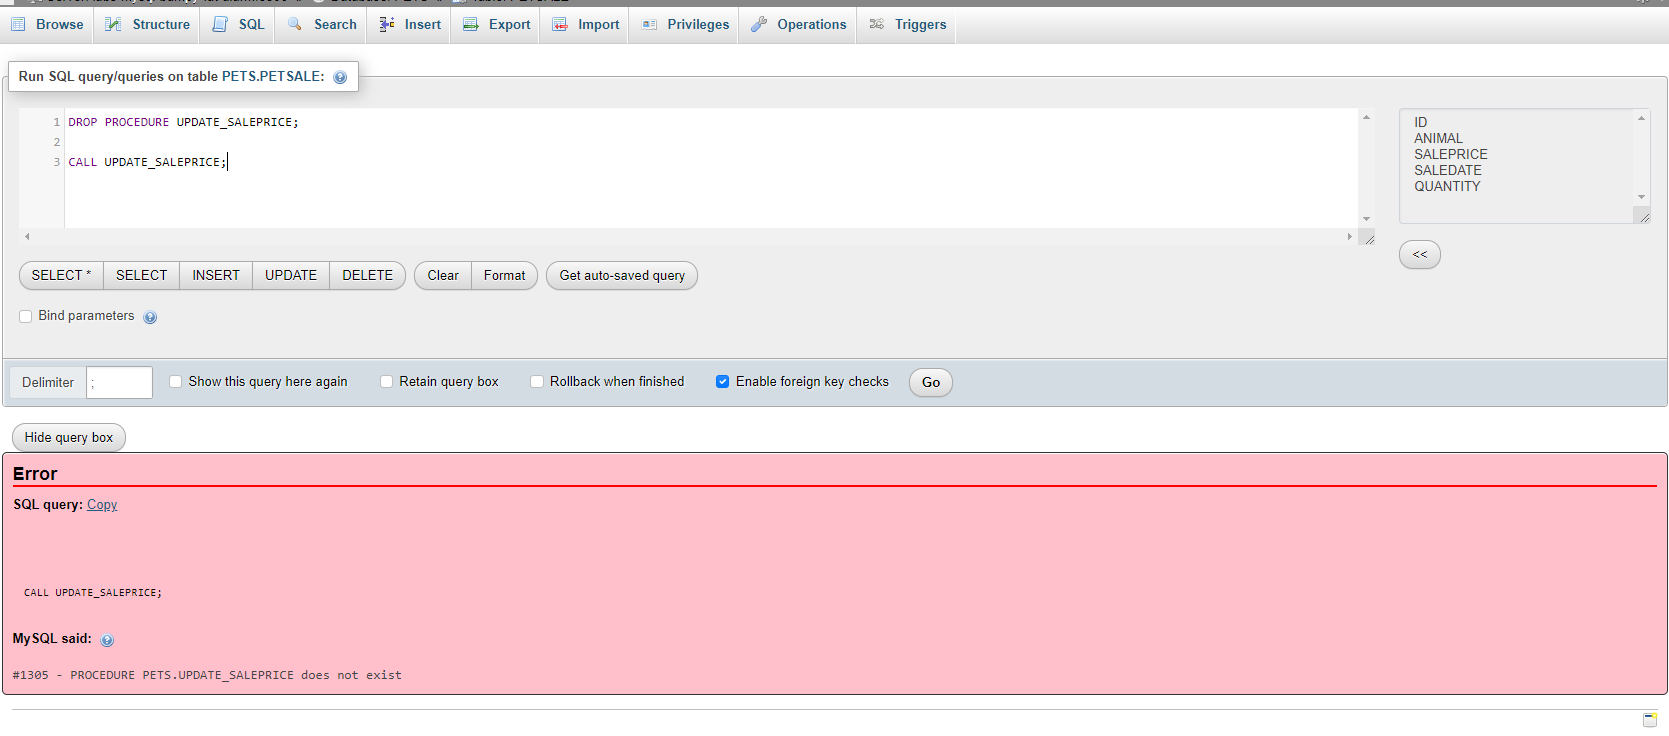 Browse Structure SQL Search Insert Export Import Privileges Operations Triggers
Run SQL query/queries on table PETS.PETSALE:
1 DROP PROCEDURE UPDATE_SALEPRICE;
2
3 CALL UPDATE_SALEPRICE;
ID
ANIMAL
SALEPRICE
SALEDATE
QUANTITY
<<
SELECT * SELECT INSERT UPDATE DELETE Clear Format Get auto-saved query
Bind parameters
Delimiter ; Show this query here again Retain query box Rollback when finished Enable foreign key checks Go
Hide query box
Error
SQL query: Copy
CALL UPDATE_SALEPRICE;
MySQL said:
#1305 - PROCEDURE PETS.UPDATE_SALEPRICE does not exist